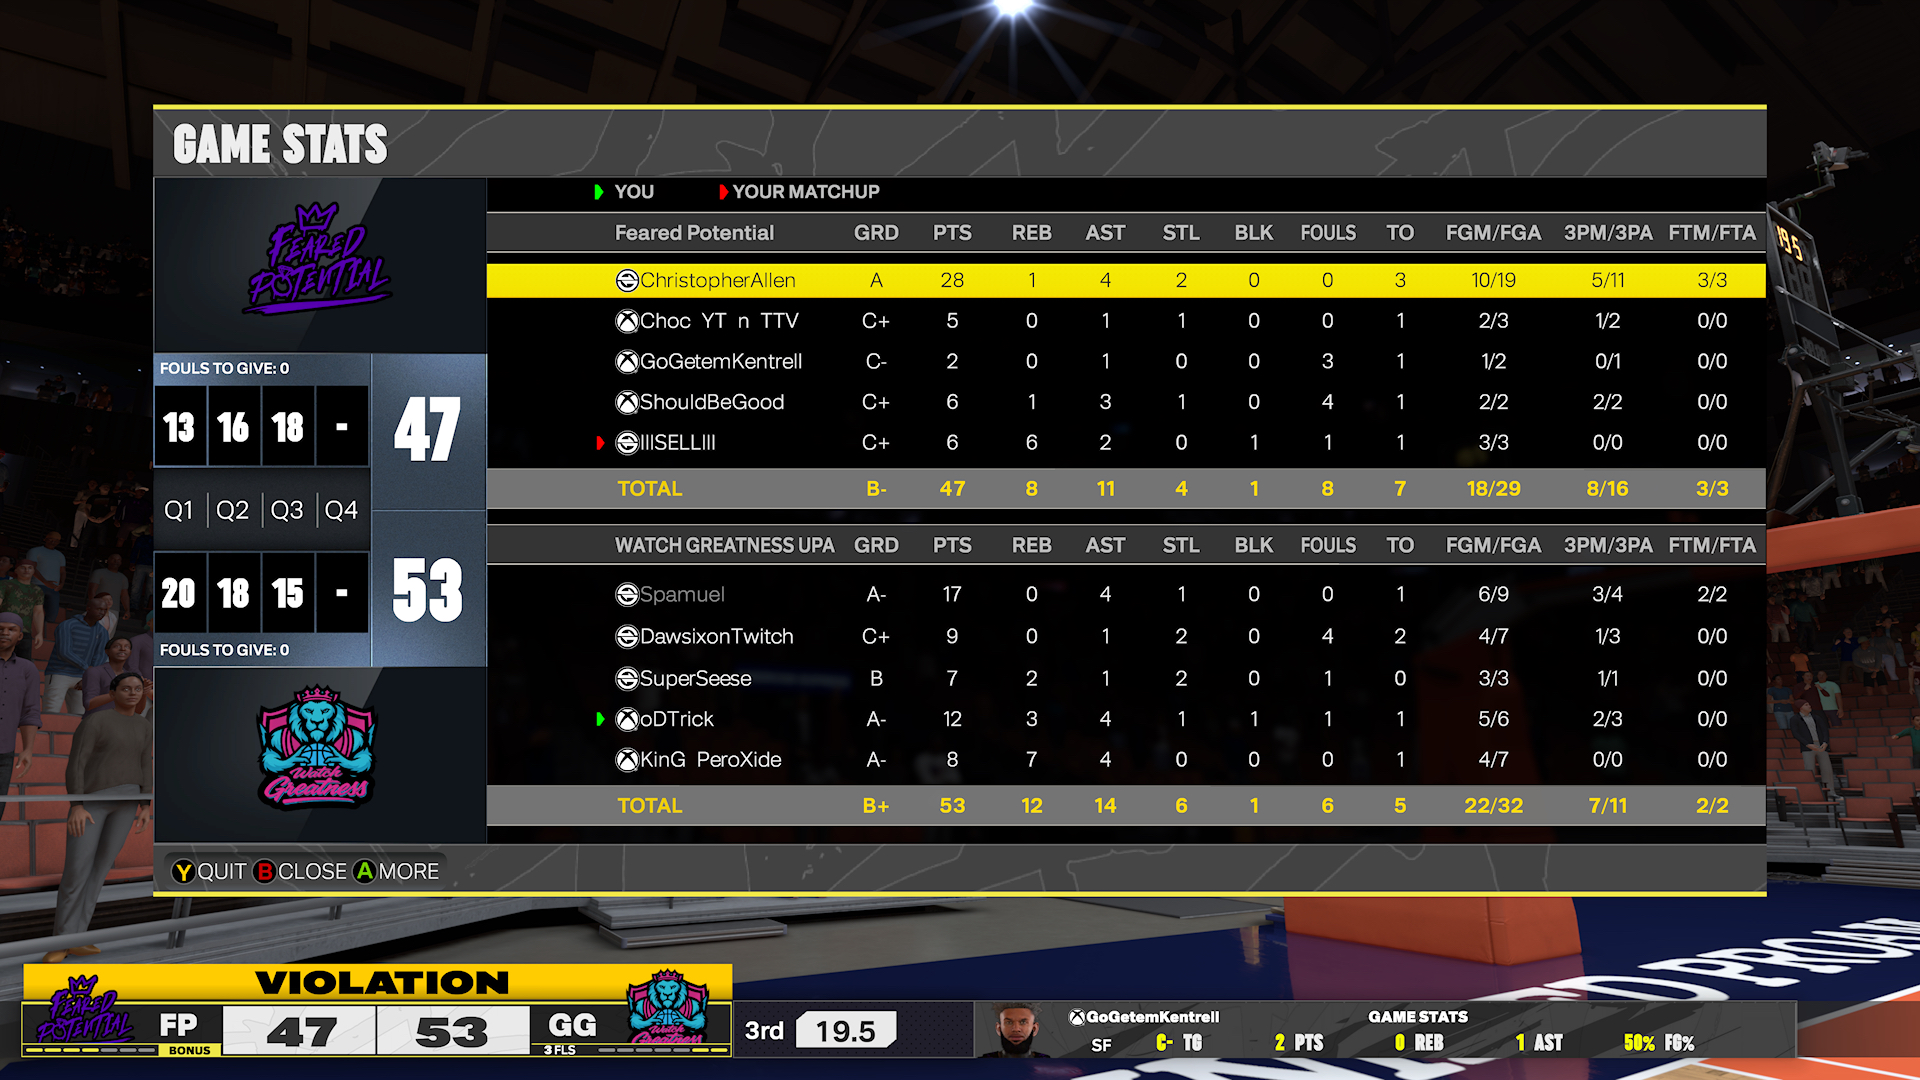 GAME STATS
YOU YOUR MATCHUP
FEARED POTENTIAL
FOULS TO GIVE: 0
13 16 18 - 47
Q1 Q2 Q3 Q4
20 18 15 - 53
FOULS TO GIVE: 0
Watch Greatness
Feared Potential GRD PTS REB AST STL BLK FOULS TO FGM/FGA 3PM/3PA FTM/FTA
ChristopherAllen A 28 1 4 2 0 0 3 10/19 5/11 3/3
Choc YT n TTV C+ 5 0 1 1 0 0 1 2/3 1/2 0/0
GoGetemKentrell C- 2 0 1 0 0 3 1 1/2 0/1 0/0
ShouldBeGood C+ 6 1 3 1 0 4 1 2/2 2/2 0/0
IIISELLIII C+ 6 6 2 0 1 1 1 3/3 0/0 0/0
TOTAL B- 47 8 11 4 1 8 7 18/29 8/16 3/3
WATCH GREATNESS UPA GRD PTS REB AST STL BLK FOULS TO FGM/FGA 3PM/3PA FTM/FTA
Spamuel A- 17 0 4 1 0 0 1 6/9 3/4 2/2
DawsixonTwitch C+ 9 0 1 2 0 4 2 4/7 1/3 0/0
SuperSeese B 7 2 1 2 0 1 0 3/3 1/1 0/0
oDTrick A- 12 3 4 1 1 1 1 5/6 2/3 0/0
KinG PeroXide A- 8 7 4 0 0 0 1 4/7 0/0 0/0
TOTAL B+ 53 12 14 6 1 6 5 22/32 7/11 2/2
Y QUIT B CLOSE A MORE
19.5
PROAM
VIOLATION
FEARED POTENTIAL FP BONUS 47 53 GG 3 FLS Watch Greatness 3rd 19.5
GoGetemKentrell GAME STATS
SF C- TG 2 PTS 0 REB 1 AST 50% FG%